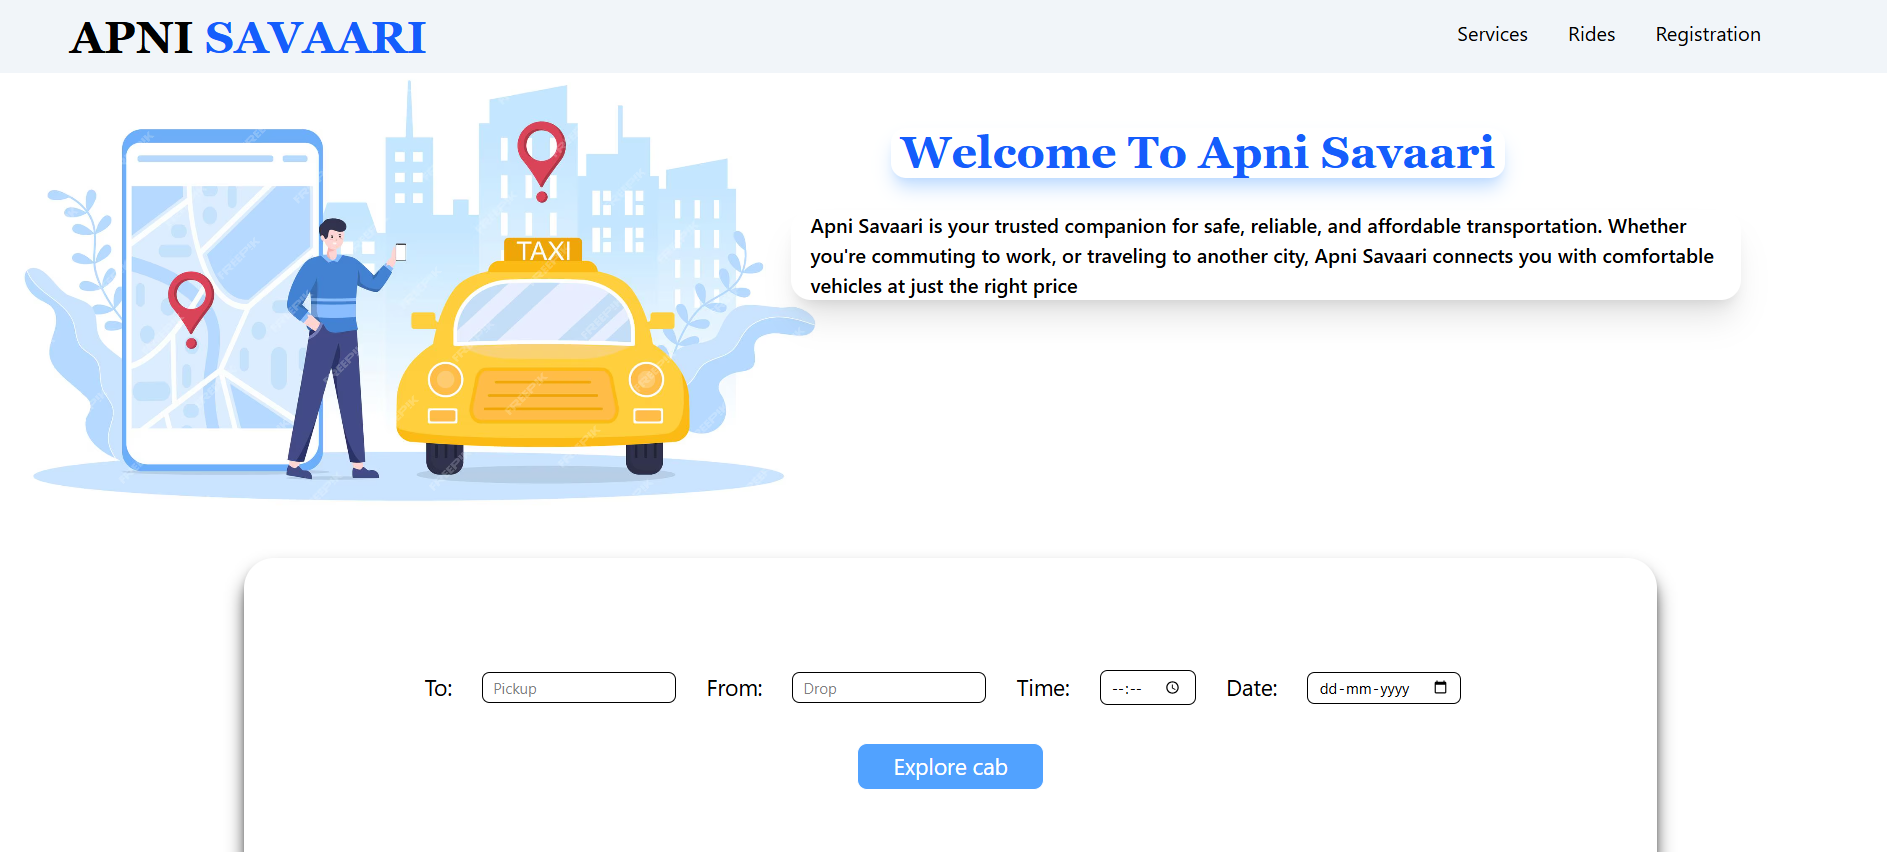 APNI SAVAARI
Services Rides Registration
Welcome To Apni Savaari
Apni Savaari is your trusted companion for safe, reliable, and affordable transportation. Whether
you're commuting to work, or traveling to another city, Apni Savaari connects you with comfortable
vehicles at just the right price
TAXI
To: Pickup From: Drop Time: --:-- Date: dd-mm-yyyy
Explore cab
FREEPIK